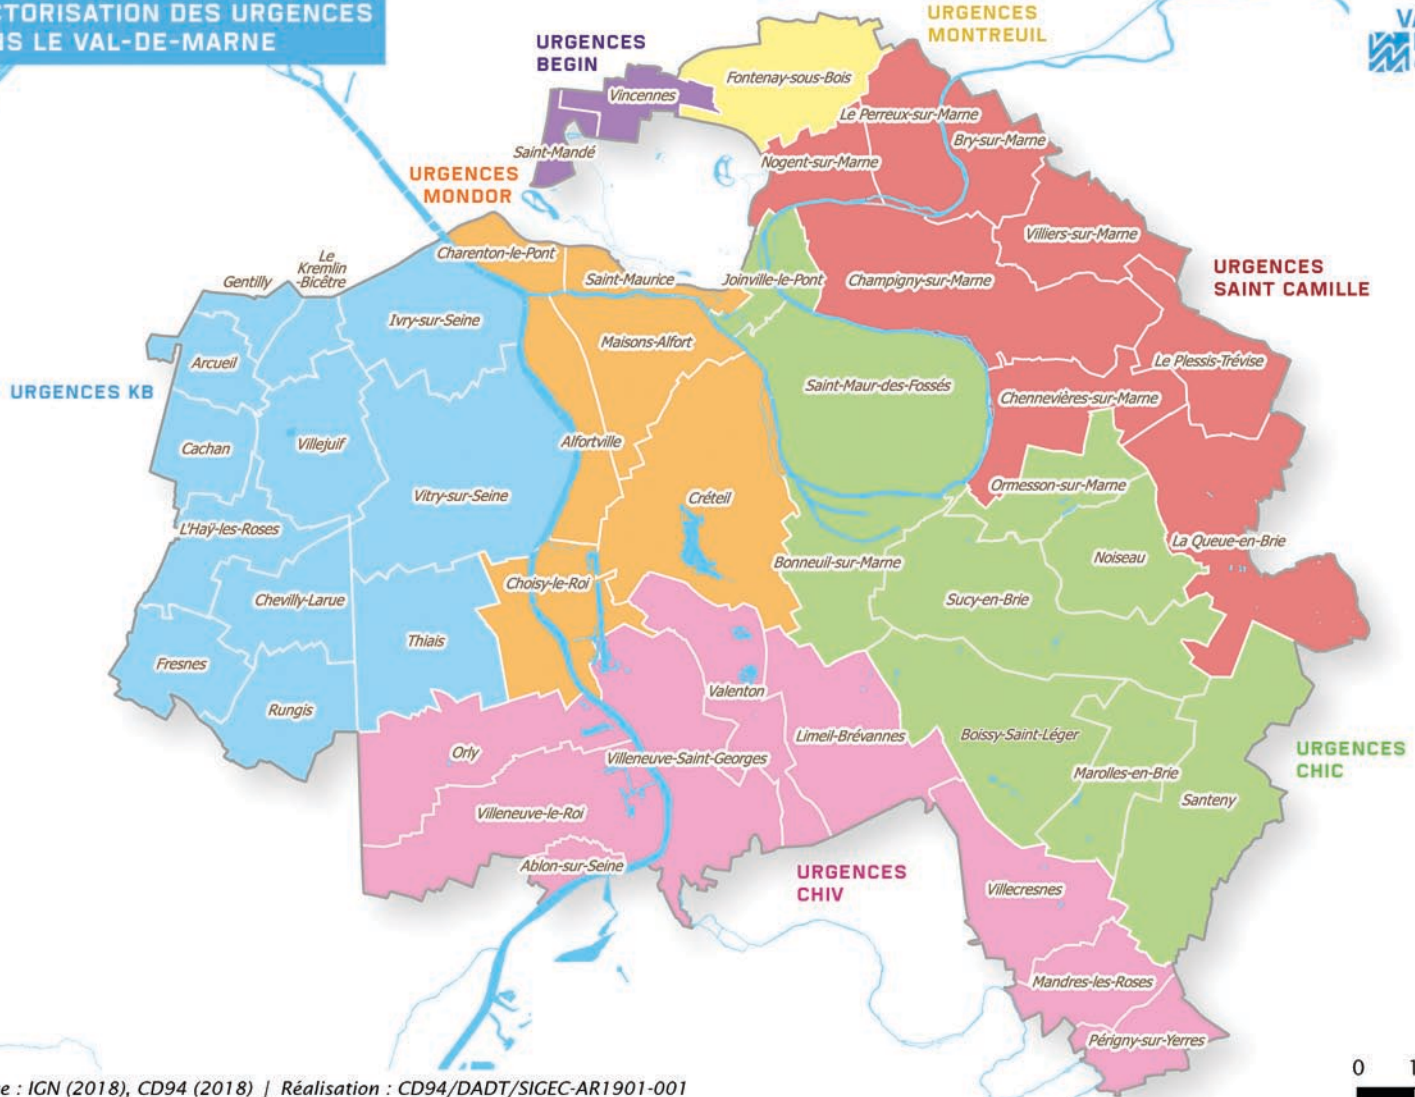 CTORISATION DES URGENCES
NS LE VAL-DE-MARNE
URGENCES
MONTREUIL
VA
URGENCES
BEGIN
Fontenay-sous-Bois
Vincennes
Le Perreux-sur-Marne
Bry-sur-Marne
Saint-Mandé
Nogent-sur-Marne
URGENCES
MONDOR
Villiers-sur-Marne
Charenton-le-Pont
Le
Kremlin
-Bicêtre
Gentilly
Saint-Maurice
Joinville-le-Pont
Champigny-sur-Marne
URGENCES
SAINT CAMILLE
Ivry-sur-Seine
Maisons-Alfort
Arcueil
Le Plessis-Trévise
URGENCES KB
Saint-Maur-des-Fossés
Chennevières-sur-Marne
Cachan
Villejuif
Alfortville
Vitry-sur-Seine
Créteil
Ormesson-sur-Marne
L'Haÿ-les-Roses
La Queue-en-Brie
Bonneuil-sur-Marne
Noiseau
Choisy-le-Roi
Chevilly-Larue
Sucy-en-Brie
Thiais
Fresnes
Valenton
Rungis
Limeil-Brévannes
Boissy-Saint-Léger
Orly
Villeneuve-Saint-Georges
URGENCES
CHIC
Marolles-en-Brie
Santeny
Villeneuve-le-Roi
Ablon-sur-Seine
URGENCES
CHIV
Villecresnes
Mandres-les-Roses
Périgny-sur-Yerres
0 1
e : IGN (2018), CD94 (2018) | Réalisation : CD94/DADT/SIGEC-AR1901-001